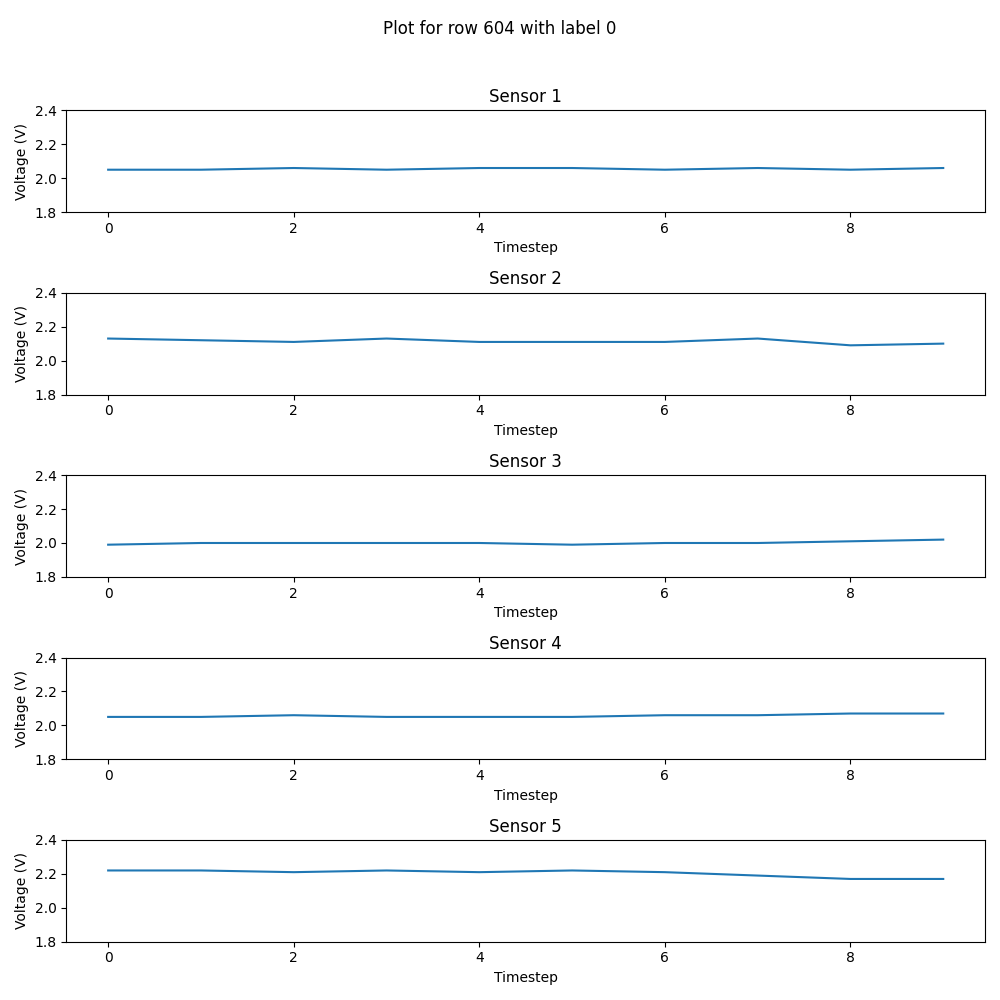 Plot for row 604 with label 0
Sensor 1
2.4
2.2
2.0
1.8
Voltage (V)
0 2 4 6 8
Timestep
Sensor 2
2.4
2.2
2.0
1.8
Voltage (V)
0 2 4 6 8
Timestep
Sensor 3
2.4
2.2
2.0
1.8
Voltage (V)
0 2 4 6 8
Timestep
Sensor 4
2.4
2.2
2.0
1.8
Voltage (V)
0 2 4 6 8
Timestep
Sensor 5
2.4
2.2
2.0
1.8
Voltage (V)
0 2 4 6 8
Timestep